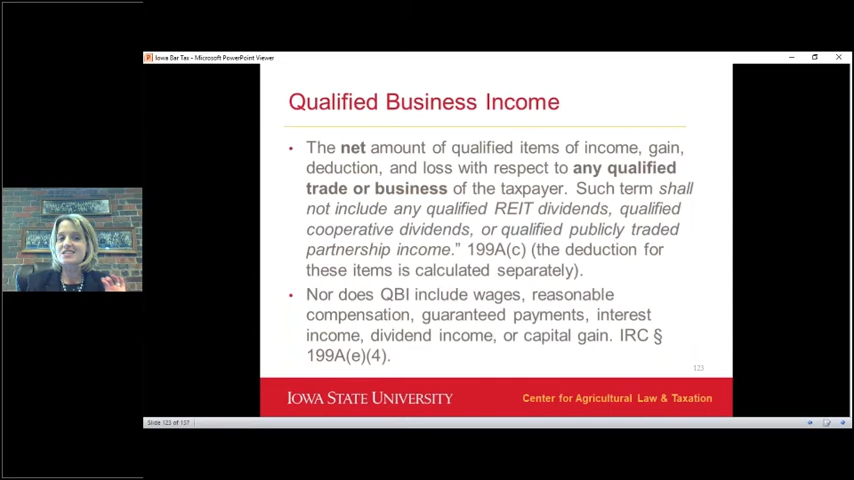 Iowa Bar Tax - Microsoft PowerPoint Viewer
Qualified Business Income
• The net amount of qualified items of income, gain,
deduction, and loss with respect to any qualified
trade or business of the taxpayer. Such term shall
not include any qualified REIT dividends, qualified
cooperative dividends, or qualified publicly traded
partnership income.” 199A(c) (the deduction for
these items is calculated separately).
• Nor does QBI include wages, reasonable
compensation, guaranteed payments, interest
income, dividend income, or capital gain. IRC §
199A(e)(4).
123
IOWA STATE UNIVERSITY
Center for Agricultural Law & Taxation
Slide 123 of 157